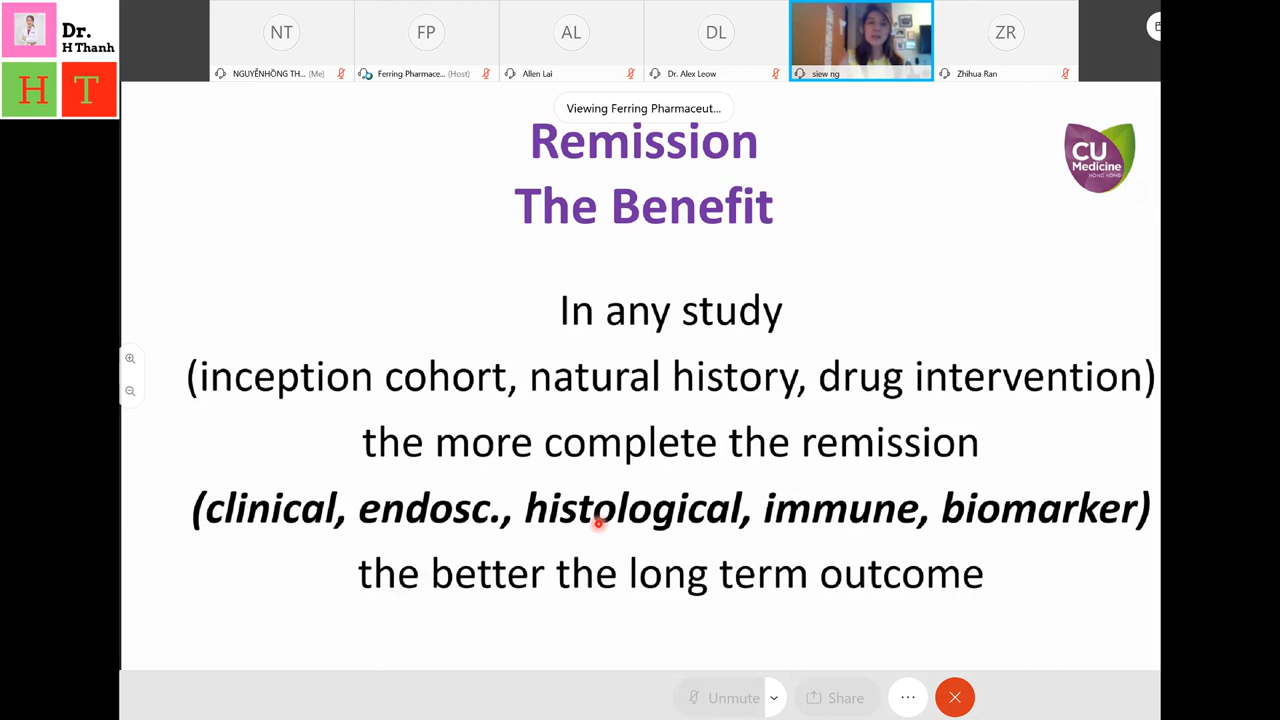 Dr.
H Thanh
H T
NT FP AL DL ZR
NGUYỄNHỒNG TH... (Me) Ferring Pharmace... (Host) Allen Lai Dr. Alex Leow siew ng Zhihua Ran
Viewing Ferring Pharmaceut...
Remission
The Benefit
CU
Medicine
HONG KONG
In any study
(inception cohort, natural history, drug intervention)
the more complete the remission
(clinical, endosc., histological, immune, biomarker)
the better the long term outcome
Unmute Share